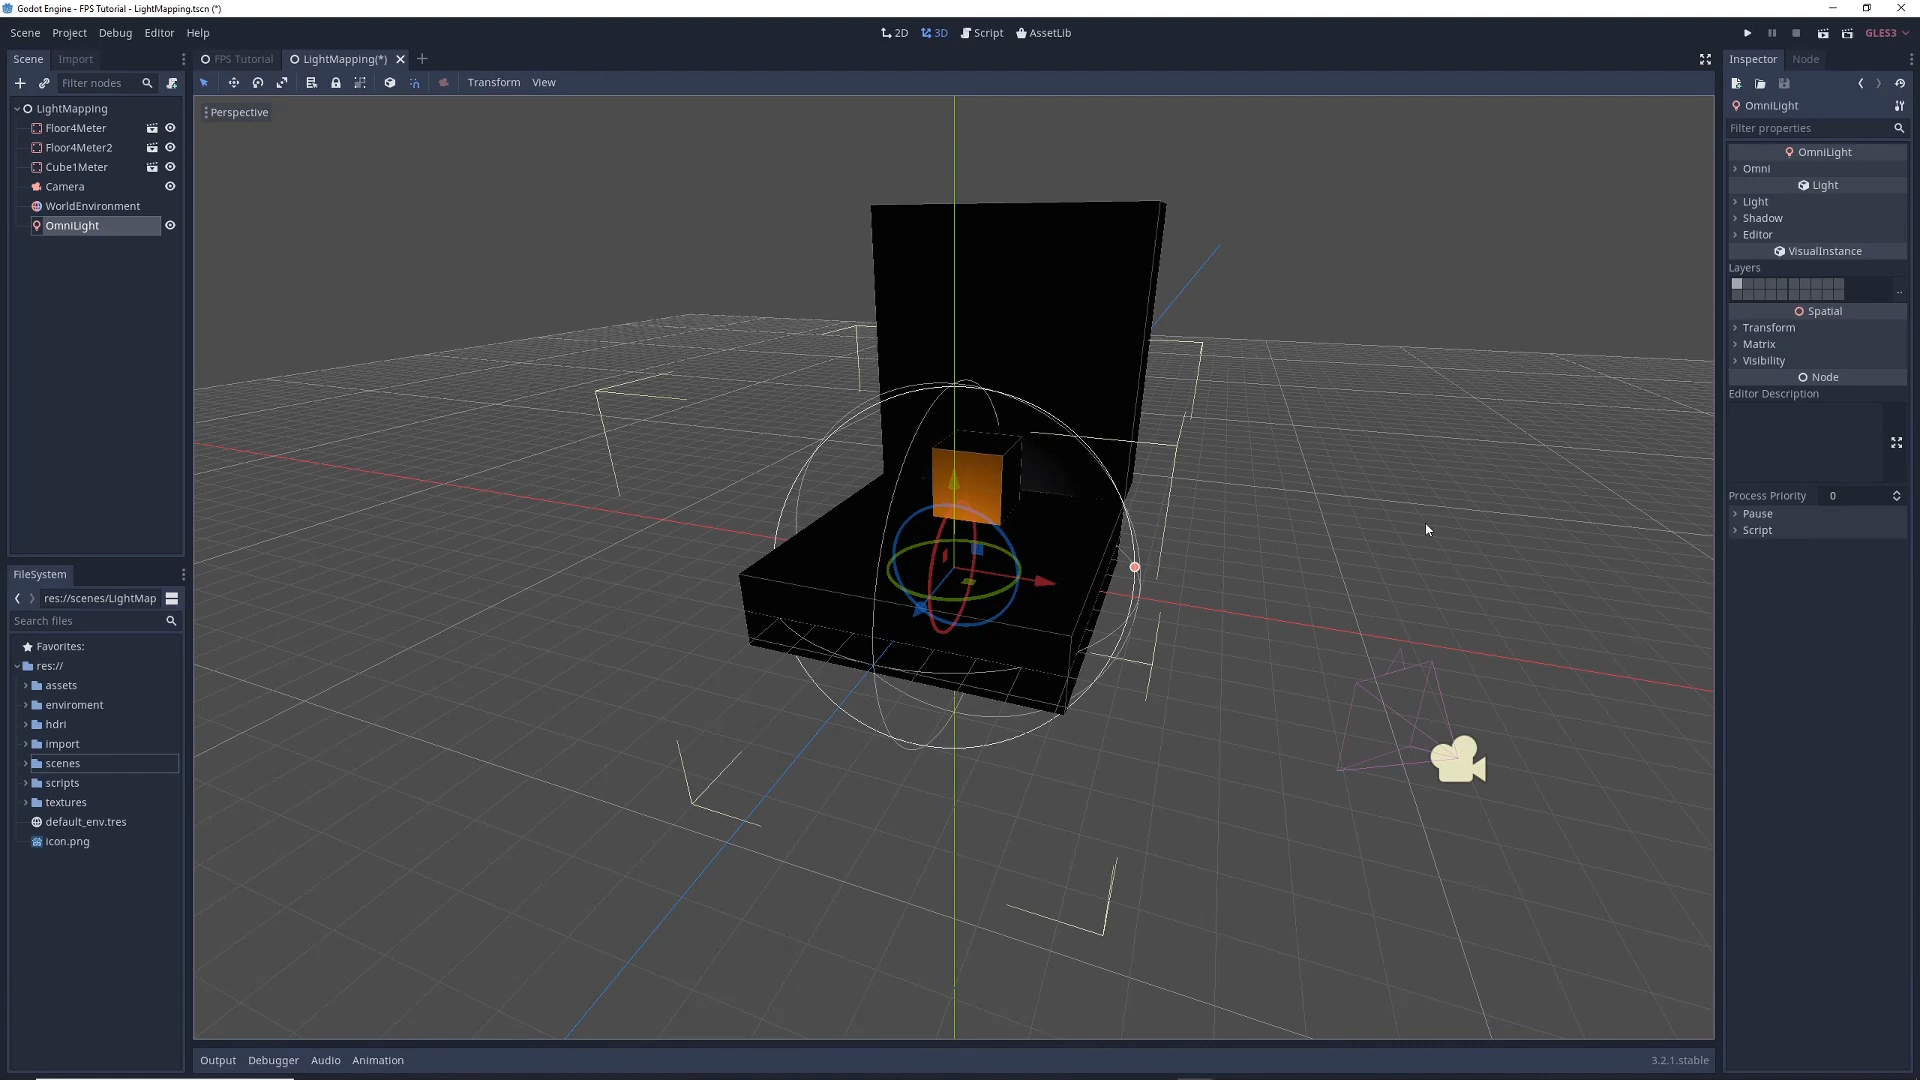 Godot Engine - FPS Tutorial - LightMapping.tscn (*)
Scene Project Debug Editor Help
2D 3D Script AssetLib
GLES3
Scene Import
FPS Tutorial LightMapping(*)
Inspector Node
Filter nodes
Transform View
LightMapping
Floor4Meter
Floor4Meter2
Cube1Meter
Camera
WorldEnvironment
OmniLight
Perspective
FileSystem
res://scenes/LightMap
Search files
Favorites:
res://
assets
enviroment
hdri
import
scenes
scripts
textures
default_env.tres
icon.png
Output Debugger Audio Animation
3.2.1.stable
OmniLight
Filter properties
OmniLight
Omni
Light
Light
Shadow
Editor
VisualInstance
Layers
..
Spatial
Transform
Matrix
Visibility
Node
Editor Description
Process Priority 0
Pause
Script